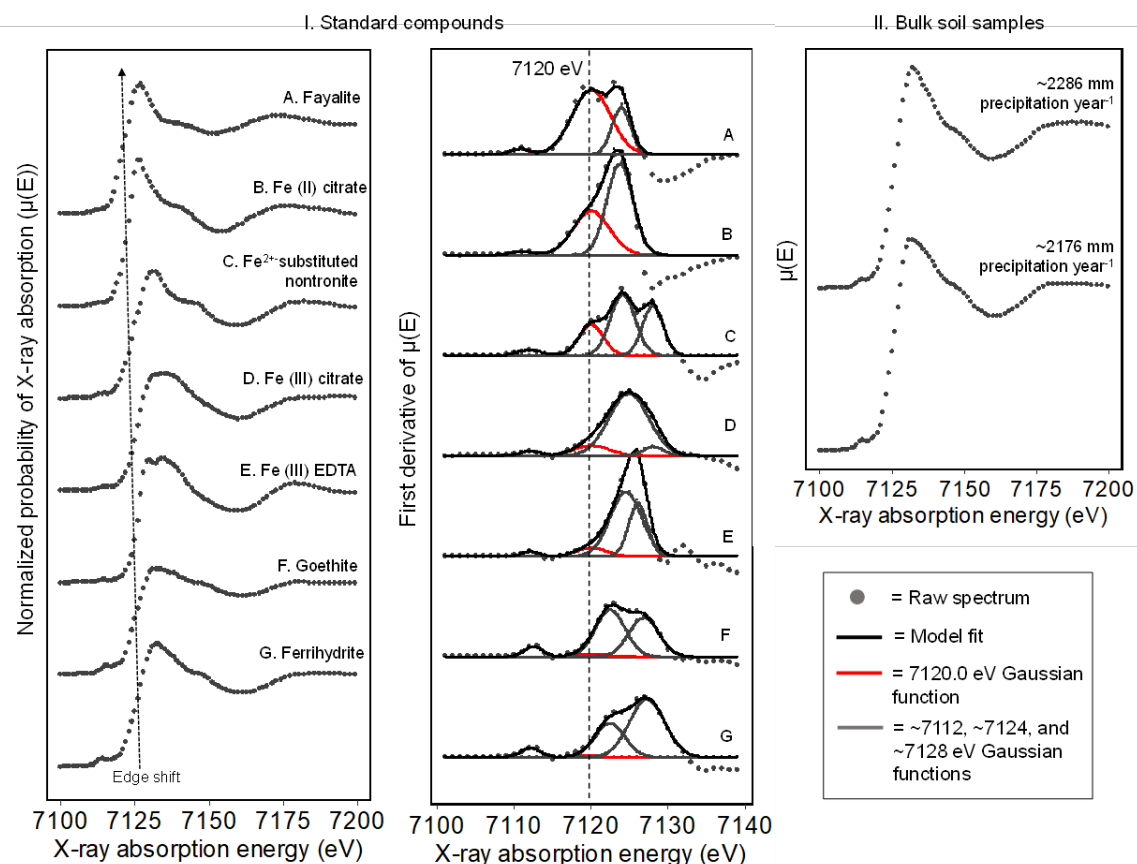 I. Standard compounds
II. Bulk soil samples
Normalized probability of X-ray absorption (μ(E))
A. Fayalite
B. Fe (II) citrate
C. Fe²⁺-substituted
nontronite
D. Fe (III) citrate
E. Fe (III) EDTA
F. Goethite
G. Ferrihydrite
Edge shift
7100 7125 7150 7175 7200
X-ray absorption energy (eV)
First derivative of μ(E)
7120 eV
A
B
C
D
E
F
G
7101 7110 7120 7130 7140
X-ray absorption energy (eV)
μ(E)
~2286 mm
precipitation year⁻¹
~2176 mm
precipitation year⁻¹
7100 7125 7150 7175 7200
X-ray absorption energy (eV)
= Raw spectrum
= Model fit
= 7120.0 eV Gaussian
function
= ~7112, ~7124, and
~7128 eV Gaussian
functions